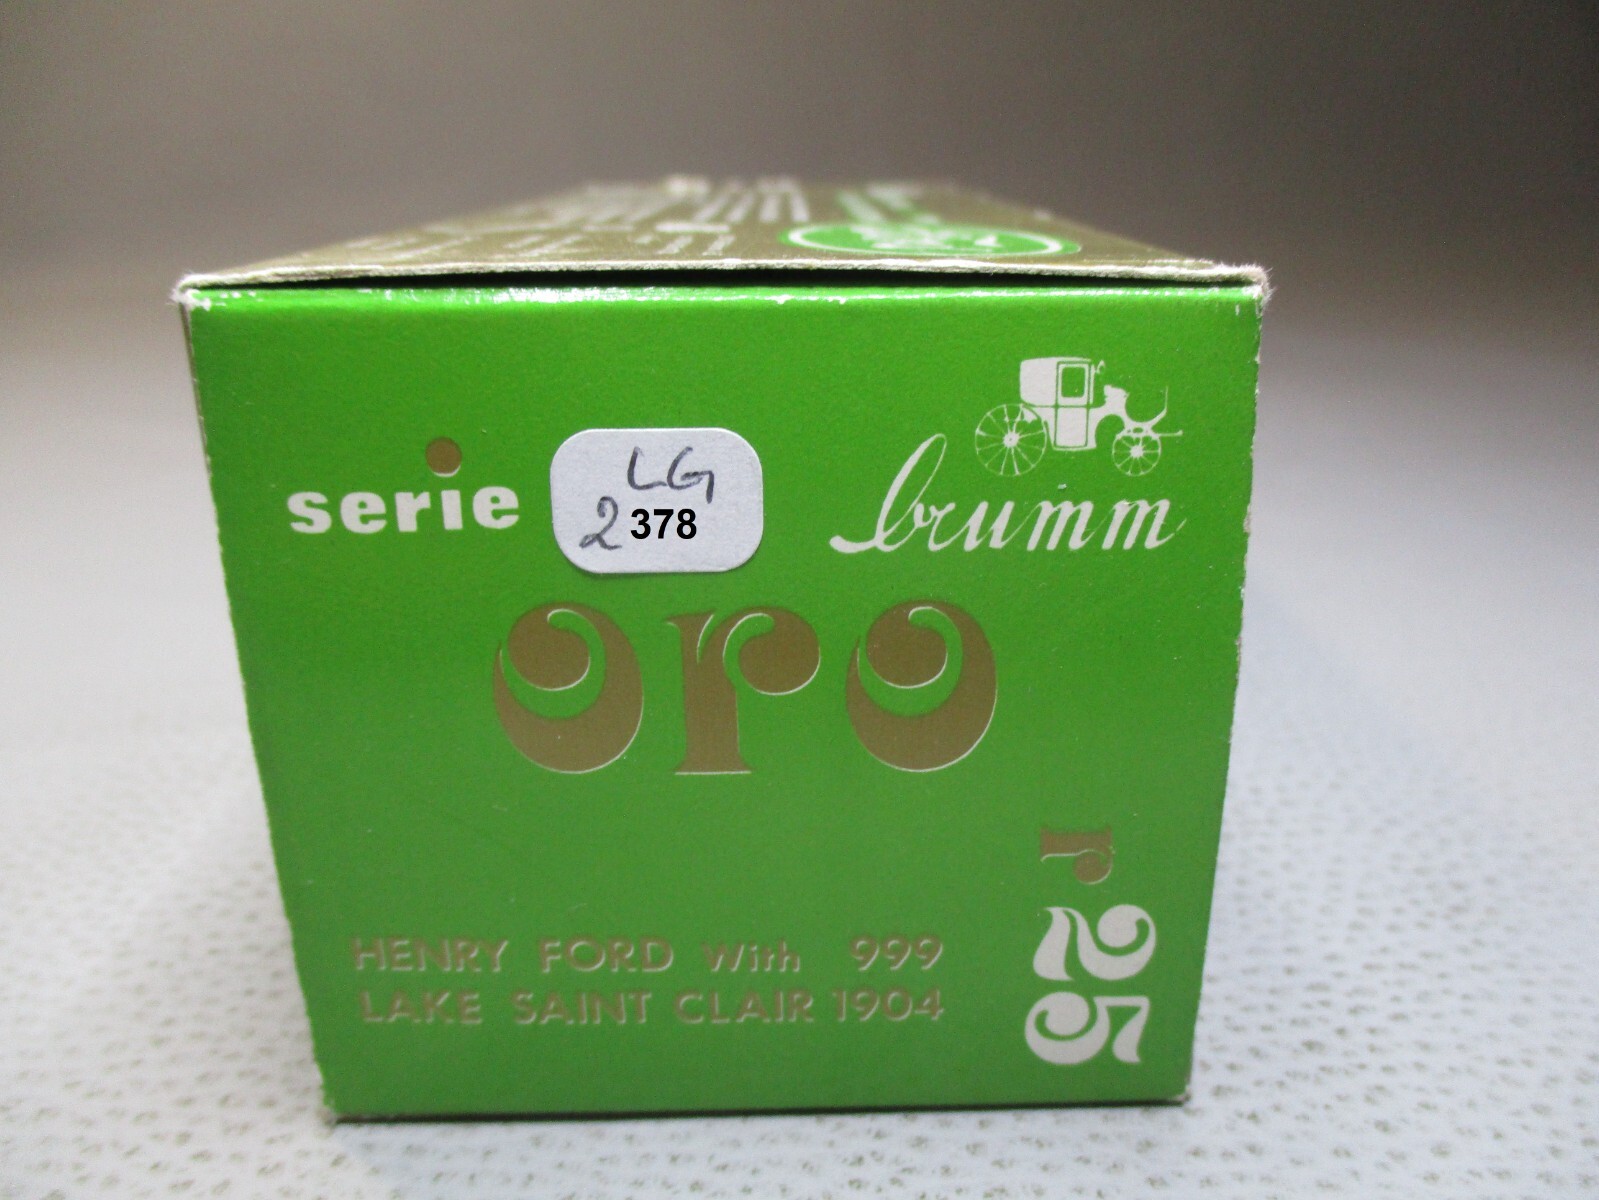 serie
LG
2 378
brumm
oro
r 25
HENRY FORD With 999
LAKE SAINT CLAIR 1904